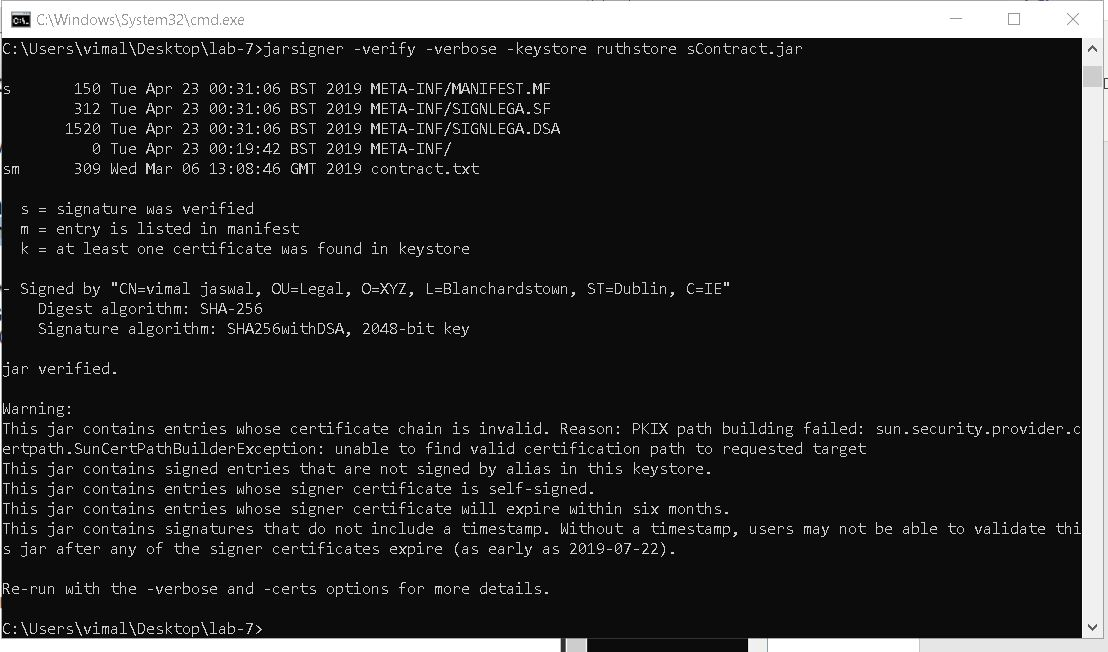 C:\Windows\System32\cmd.exe
C:\Users\vimal\Desktop\lab-7>jarsigner -verify -verbose -keystore ruthstore sContract.jar
s 150 Tue Apr 23 00:31:06 BST 2019 META-INF/MANIFEST.MF
312 Tue Apr 23 00:31:06 BST 2019 META-INF/SIGNLEGA.SF
1520 Tue Apr 23 00:31:06 BST 2019 META-INF/SIGNLEGA.DSA
0 Tue Apr 23 00:19:42 BST 2019 META-INF/
sm 309 Wed Mar 06 13:08:46 GMT 2019 contract.txt
s = signature was verified
m = entry is listed in manifest
k = at least one certificate was found in keystore
- Signed by "CN=vimal jaswal, OU=Legal, O=XYZ, L=Blanchardstown, ST=Dublin, C=IE"
Digest algorithm: SHA-256
Signature algorithm: SHA256withDSA, 2048-bit key
jar verified.
Warning:
This jar contains entries whose certificate chain is invalid. Reason: PKIX path building failed: sun.security.provider.c
ertpath.SunCertPathBuilderException: unable to find valid certification path to requested target
This jar contains signed entries that are not signed by alias in this keystore.
This jar contains entries whose signer certificate is self-signed.
This jar contains entries whose signer certificate will expire within six months.
This jar contains signatures that do not include a timestamp. Without a timestamp, users may not be able to validate thi
s jar after any of the signer certificates expire (as early as 2019-07-22).
Re-run with the -verbose and -certs options for more details.
C:\Users\vimal\Desktop\lab-7>